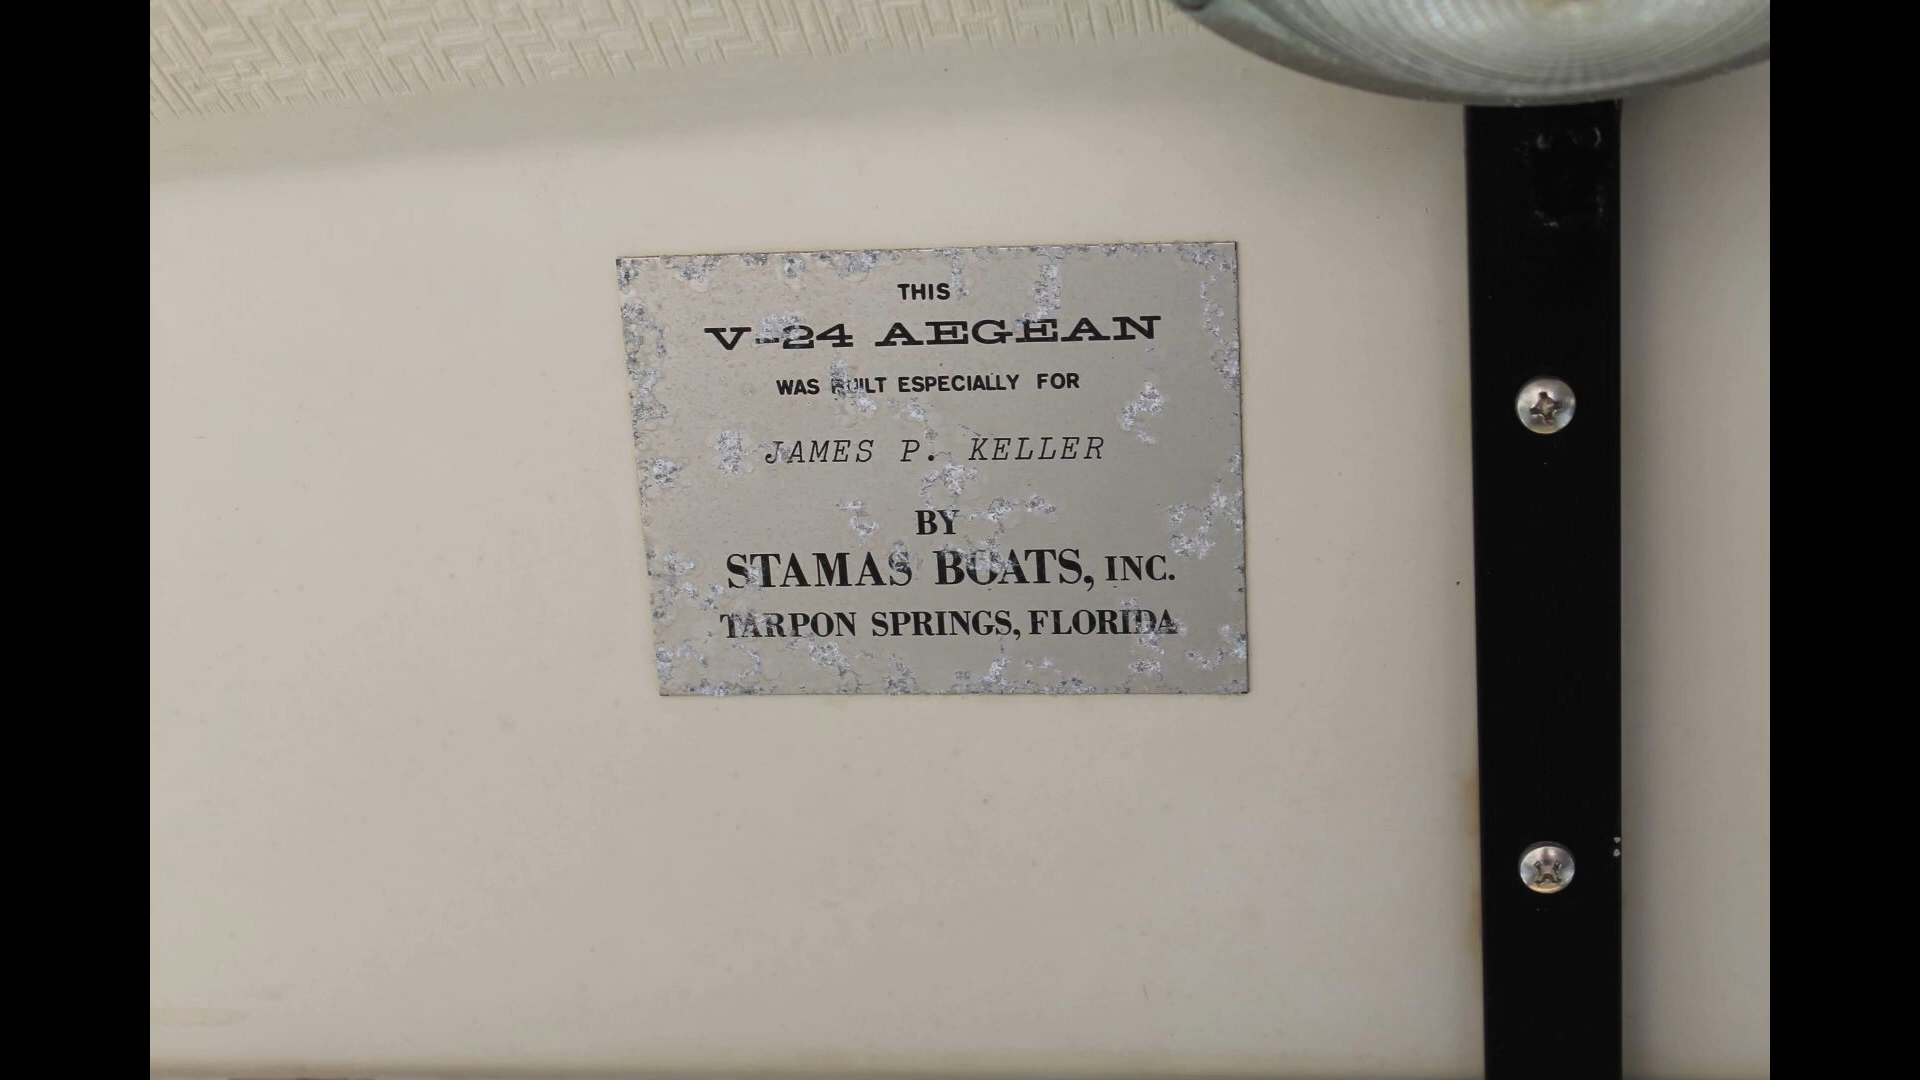 THIS
V-24 AEGEAN
WAS BUILT ESPECIALLY FOR
JAMES P. KELLER
BY
STAMAS BOATS, INC.
TARPON SPRINGS, FLORIDA